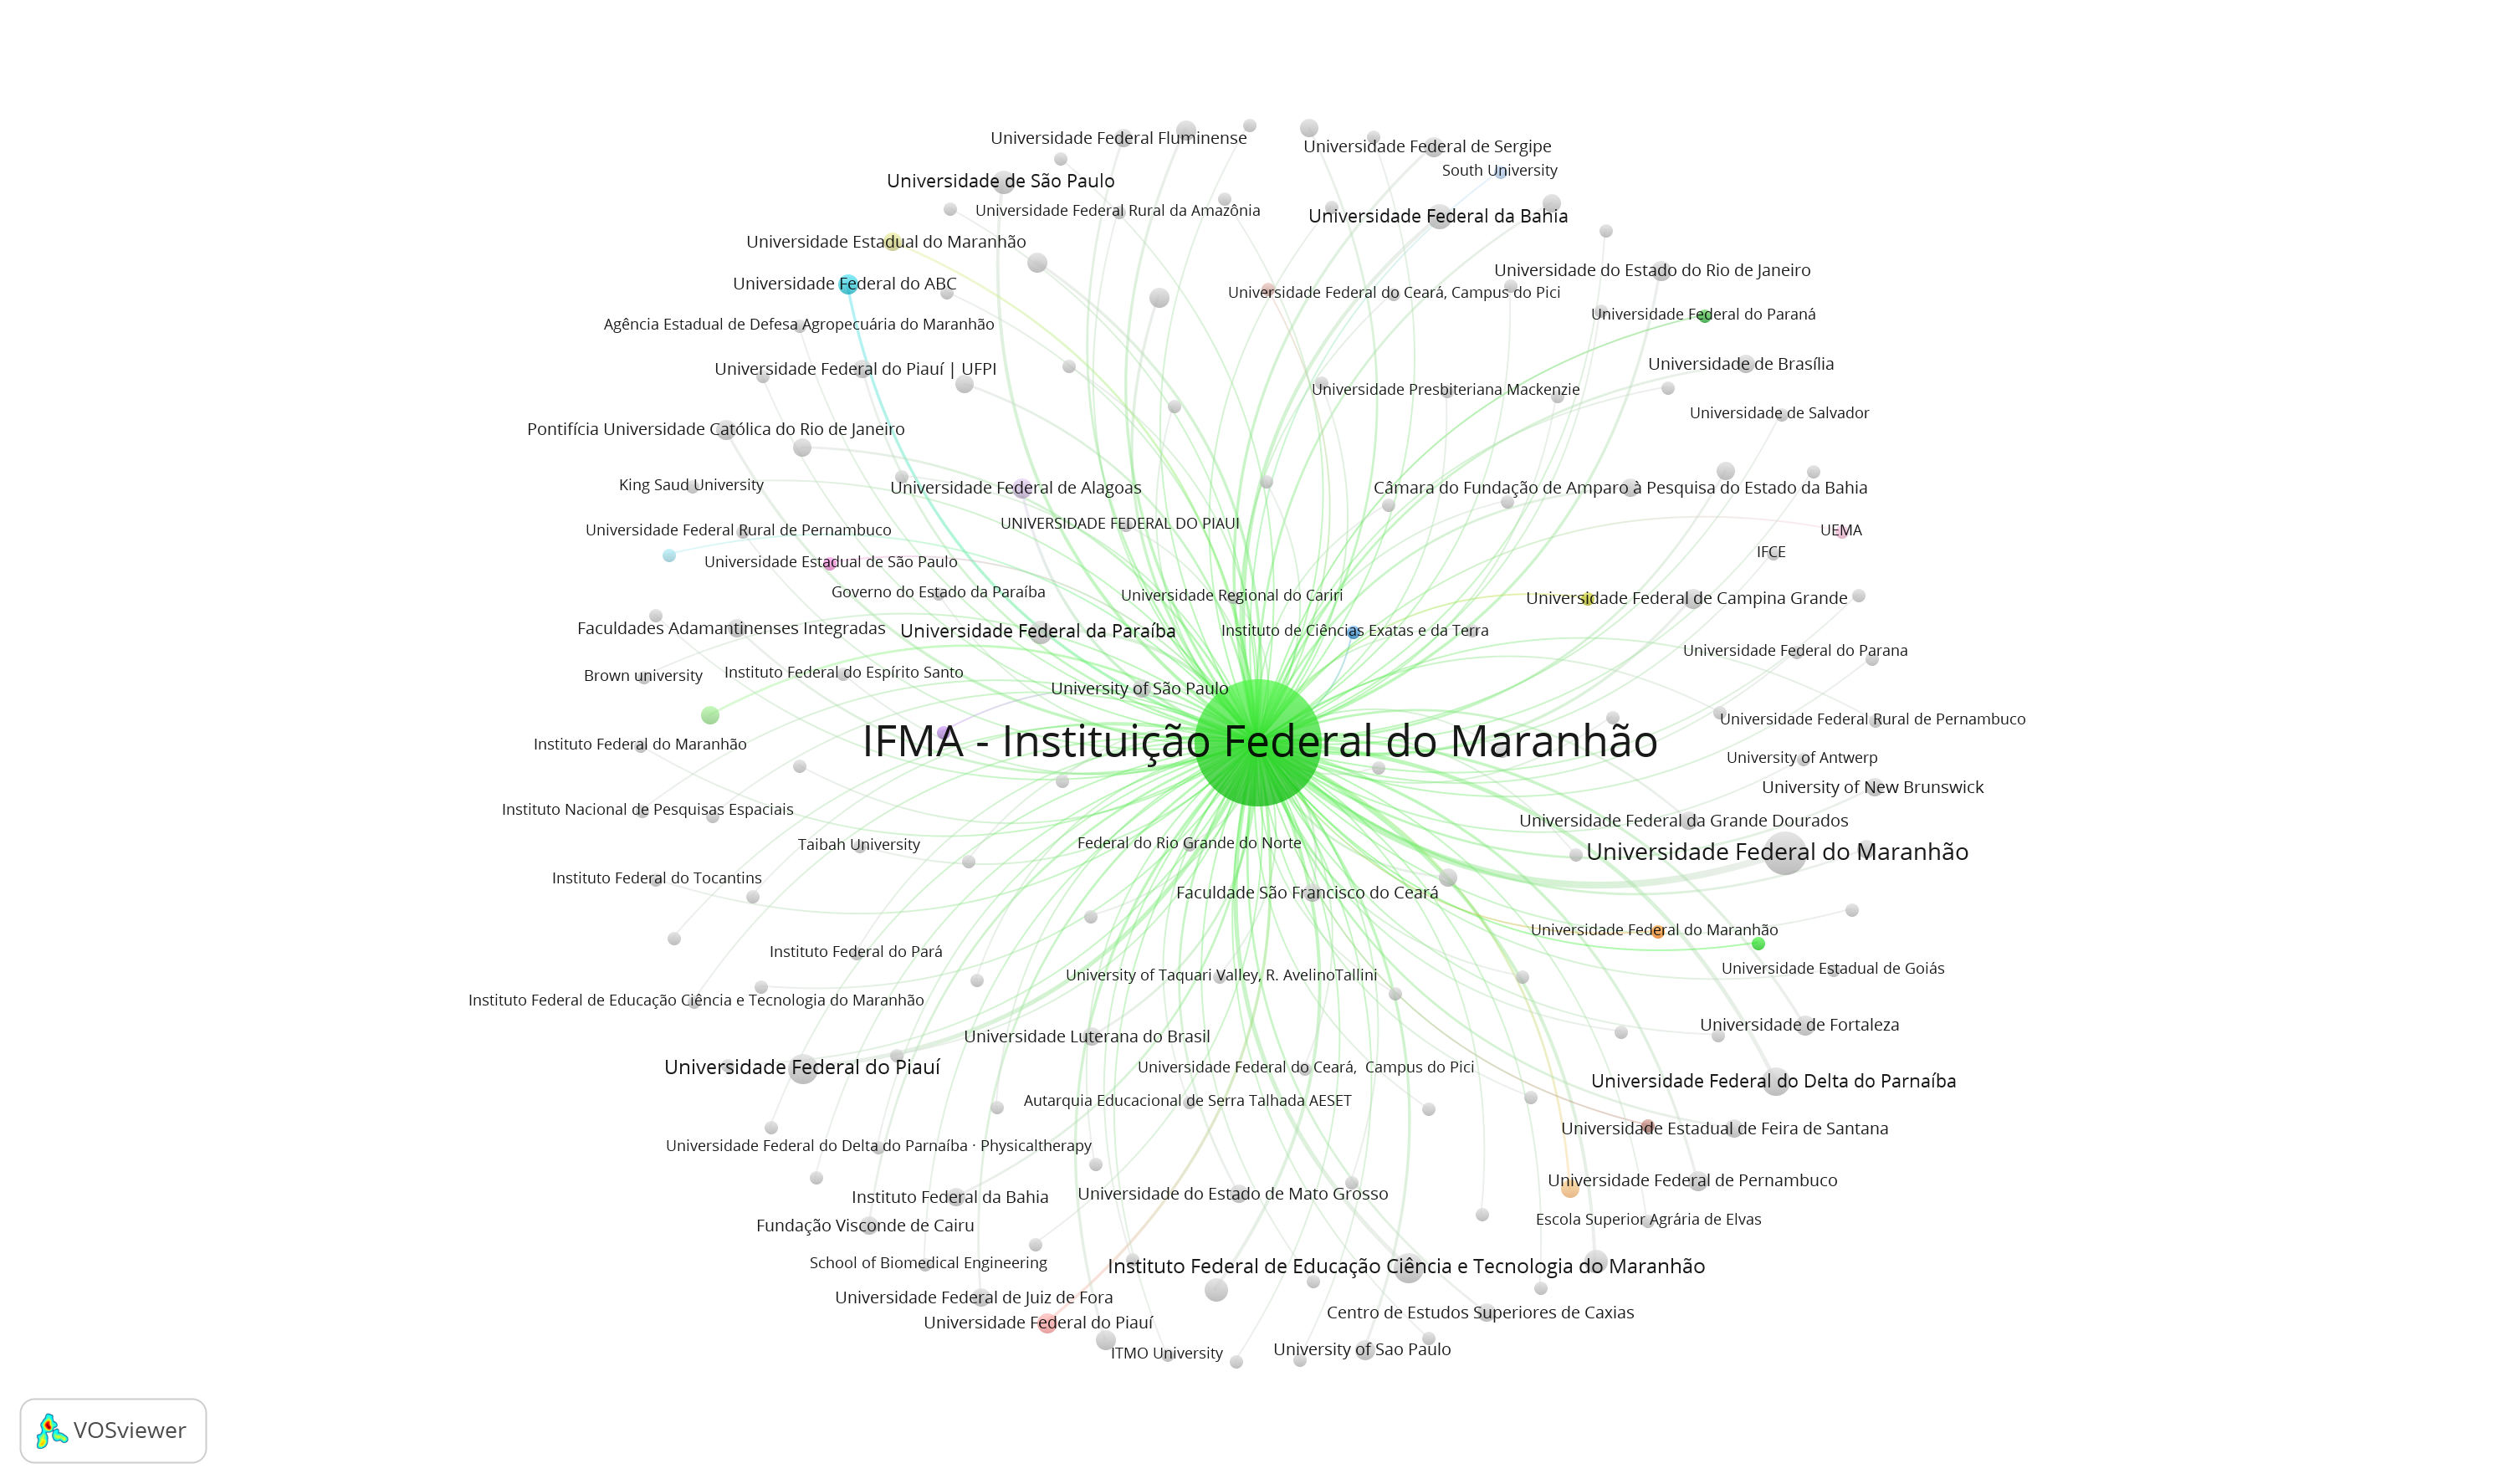 Universidade Federal Fluminense
Universidade Federal de Sergipe
South University
Universidade de São Paulo
Universidade Federal Rural da Amazônia
Universidade Federal da Bahia
Universidade Estadual do Maranhão
Universidade do Estado do Rio de Janeiro
Universidade Federal do ABC
Universidade Federal do Ceará, Campus do Pici
Universidade Federal do Paraná
Agência Estadual de Defesa Agropecuária do Maranhão
Universidade Federal do Piauí | UFPI
Universidade de Brasília
Universidade Presbiteriana Mackenzie
Universidade de Salvador
Pontifícia Universidade Católica do Rio de Janeiro
King Saud University
Universidade Federal de Alagoas
Câmara do Fundação de Amparo à Pesquisa do Estado da Bahia
UNIVERSIDADE FEDERAL DO PIAUI
Universidade Federal Rural de Pernambuco
UEMA
IFCE
Universidade Estadual de São Paulo
Governo do Estado da Paraíba
Universidade Regional do Cariri
Universidade Federal de Campina Grande
Faculdades Adamantinenses Integradas
Universidade Federal da Paraíba
Instituto de Ciências Exatas e da Terra
Universidade Federal do Parana
Brown university
Instituto Federal do Espírito Santo
University of São Paulo
Universidade Federal Rural de Pernambuco
IFMA - Instituição Federal do Maranhão
Instituto Federal do Maranhão
University of Antwerp
University of New Brunswick
Instituto Nacional de Pesquisas Espaciais
Universidade Federal da Grande Dourados
Taibah University
Federal do Rio Grande do Norte
Universidade Federal do Maranhão
Instituto Federal do Tocantins
Faculdade São Francisco do Ceará
Universidade Federal do Maranhão
Instituto Federal do Pará
University of Taquari Valley, R. AvelinoTallini
Universidade Estadual de Goiás
Instituto Federal de Educação Ciência e Tecnologia do Maranhão
Universidade Luterana do Brasil
Universidade de Fortaleza
Universidade Federal do Piauí
Universidade Federal do Ceará,  Campus do Pici
Universidade Federal do Delta do Parnaíba
Autarquia Educacional de Serra Talhada AESET
Universidade Estadual de Feira de Santana
Universidade Federal do Delta do Parnaíba · Physicaltherapy
Universidade Federal de Pernambuco
Instituto Federal da Bahia
Universidade do Estado de Mato Grosso
Escola Superior Agrária de Elvas
Fundação Visconde de Cairu
School of Biomedical Engineering
Instituto Federal de Educação Ciência e Tecnologia do Maranhão
Universidade Federal de Juiz de Fora
Centro de Estudos Superiores de Caxias
Universidade Federal do Piauí
ITMO University
University of Sao Paulo
VOSviewer